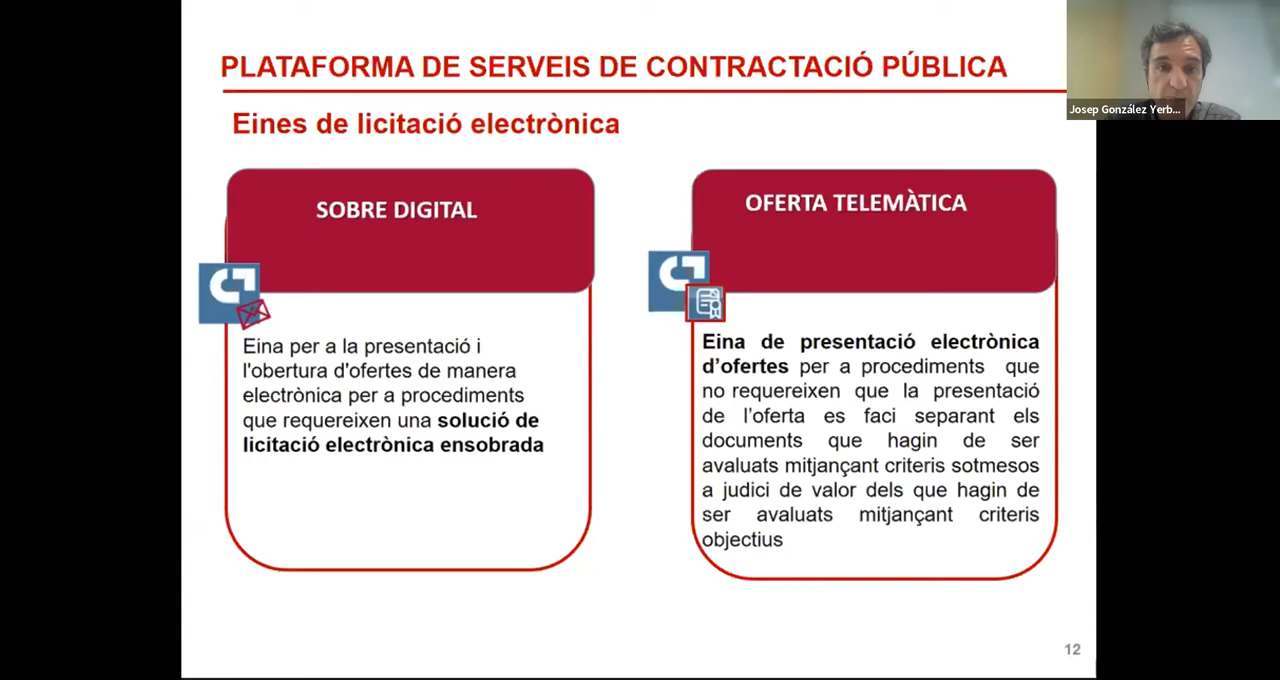 PLATAFORMA DE SERVEIS DE CONTRACTACIÓ PÚBLICA
Josep González Yerb...
Eines de licitació electrònica
SOBRE DIGITAL
Eina per a la presentació i
l'obertura d'ofertes de manera
electrònica per a procediments
que requereixen una solució de
licitació electrònica ensobrada
OFERTA TELEMÀTICA
Eina de presentació electrònica
d'ofertes per a procediments que
no requereixen que la presentació
de l'oferta es faci separant els
documents que hagin de ser
avaluats mitjançant criteris sotmesos
a judici de valor dels que hagin de
ser avaluats mitjançant criteris
objectius
12